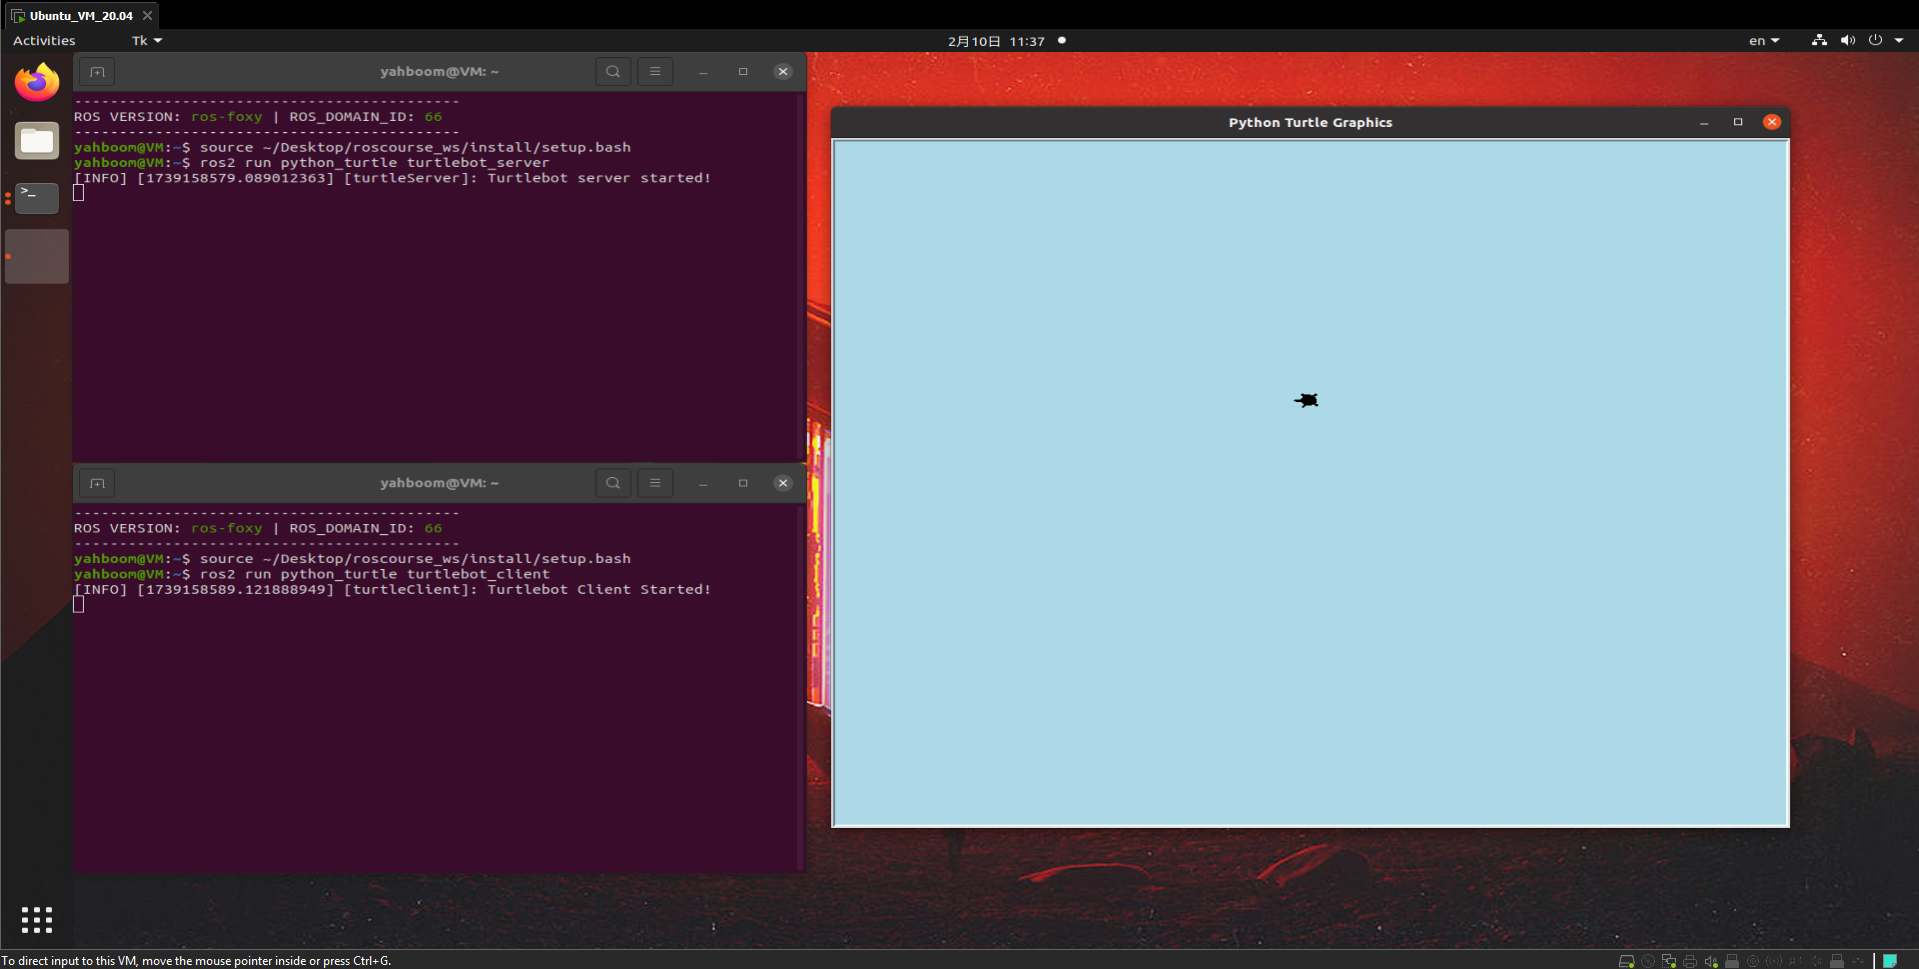 Ubuntu_VM_20.04
Activities
Tk
2月10日 11:37
en
yahboom@VM: ~
-------------------------------------------
ROS VERSION: ros-foxy | ROS_DOMAIN_ID: 66
-------------------------------------------
yahboom@VM:~$ source ~/Desktop/roscourse_ws/install/setup.bash
yahboom@VM:~$ ros2 run python_turtle turtlebot_server
[INFO] [1739158579.089012363] [turtleServer]: Turtlebot server started!
Python Turtle Graphics
yahboom@VM: ~
-------------------------------------------
ROS VERSION: ros-foxy | ROS_DOMAIN_ID: 66
-------------------------------------------
yahboom@VM:~$ source ~/Desktop/roscourse_ws/install/setup.bash
yahboom@VM:~$ ros2 run python_turtle turtlebot_client
[INFO] [1739158589.121888949] [turtleClient]: Turtlebot Client Started!
To direct input to this VM, move the mouse pointer inside or press Ctrl+G.